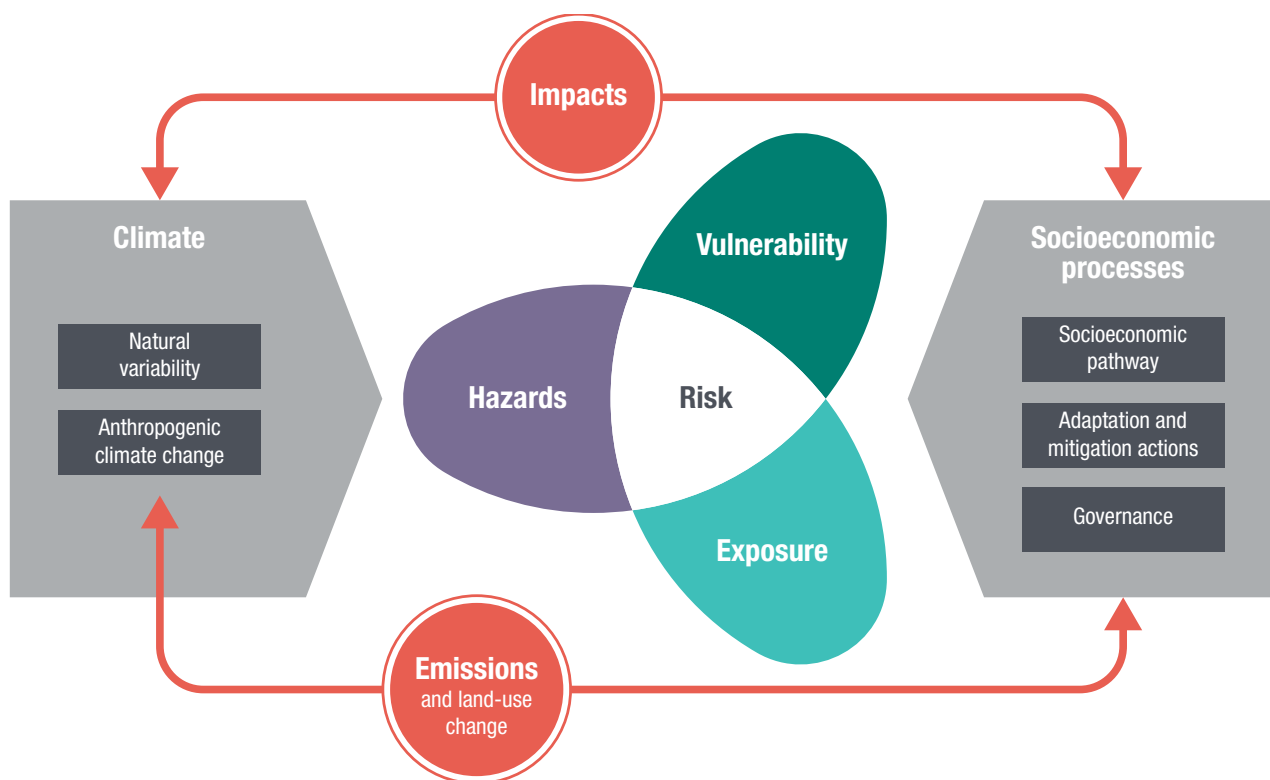 Impacts
Climate
Natural
variability
Anthropogenic
climate change
Vulnerability
Hazards
Risk
Exposure
Socioeconomic
processes
Socioeconomic
pathway
Adaptation and
mitigation actions
Governance
Emissions
and land-use
change